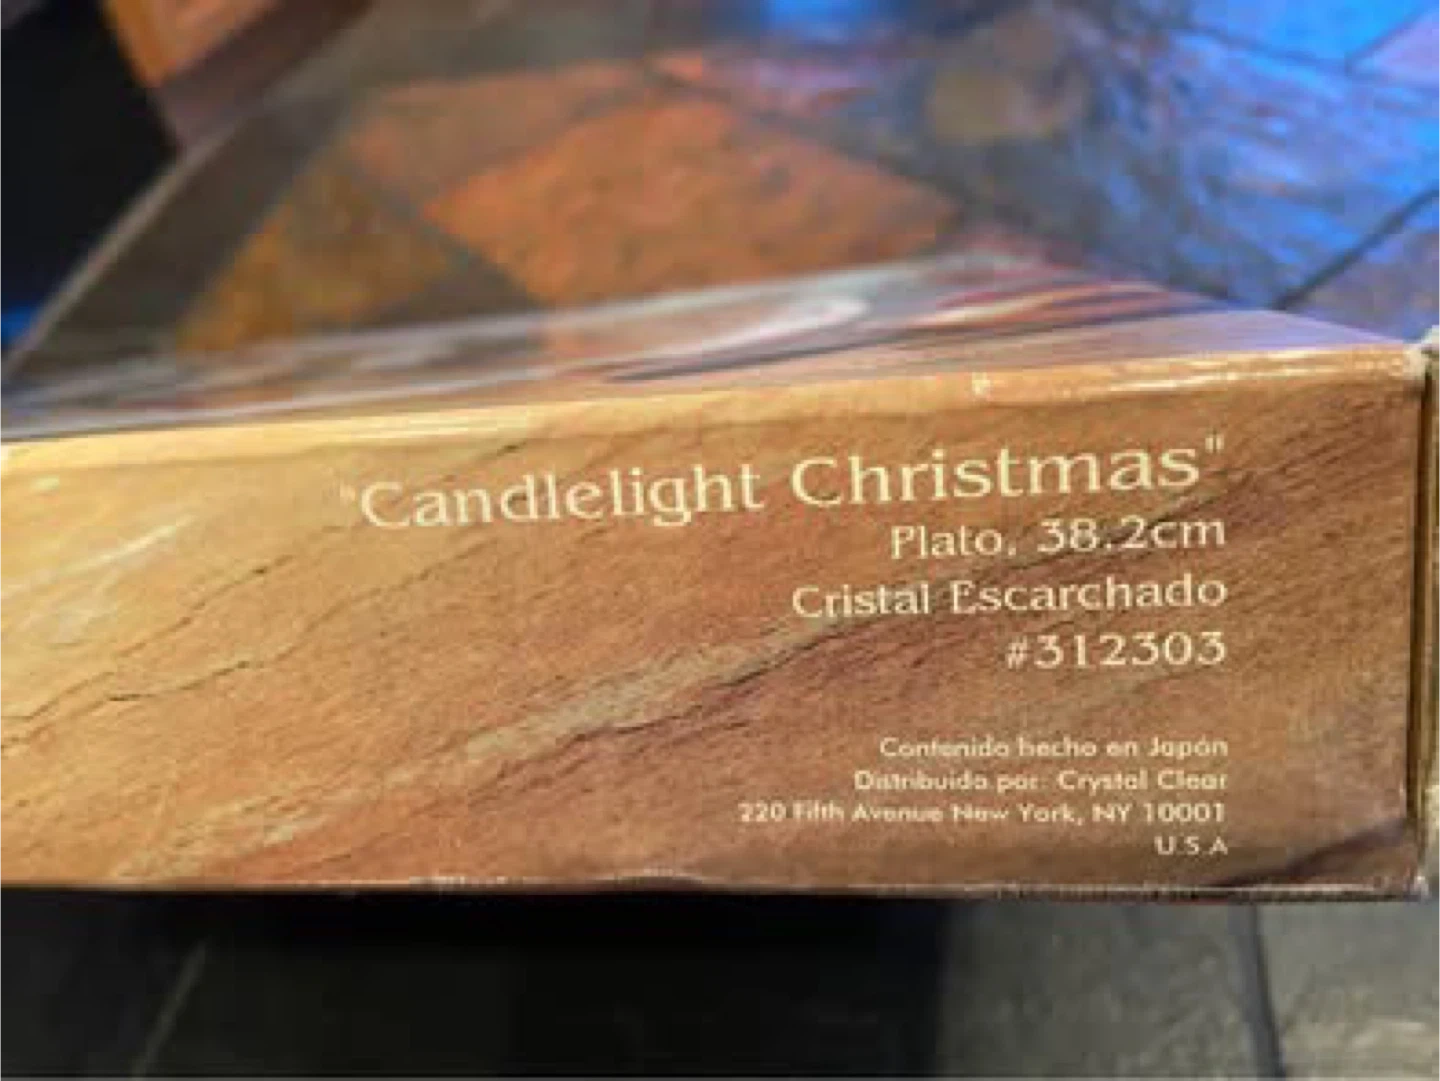 "Candlelight Christmas"
Plato, 38.2cm
Cristal Escarchado
#312303
Contenido hecho en Japón
Distribuido por: Crystal Clear
220 Fifth Avenue New York, NY 10001
U.S.A